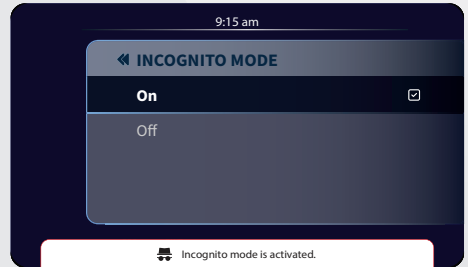 9:15 am
INCOGNITO MODE
On
Off
Incognito mode is activated.